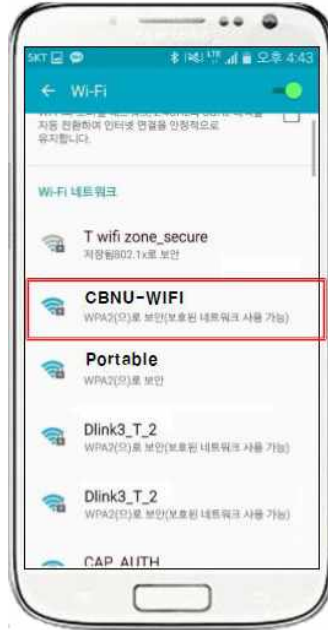 SKT 오후 4:43
Wi-Fi
자동 전환하여 인터넷 연결을 안정적으로
유지합니다.
Wi-Fi 네트워크
T wifi zone_secure
저장됨802.1x로 보안
CBNU-WIFI
WPA2(으)로 보안(보호된 네트워크 사용 가능)
Portable
WPA2(으)로 보안
Dlink3_T_2
WPA2(으)로 보안(보호된 네트워크 사용 가능)
Dlink3_T_2
WPA2(으)로 보안(보호된 네트워크 사용 가능)
CAP AUTH